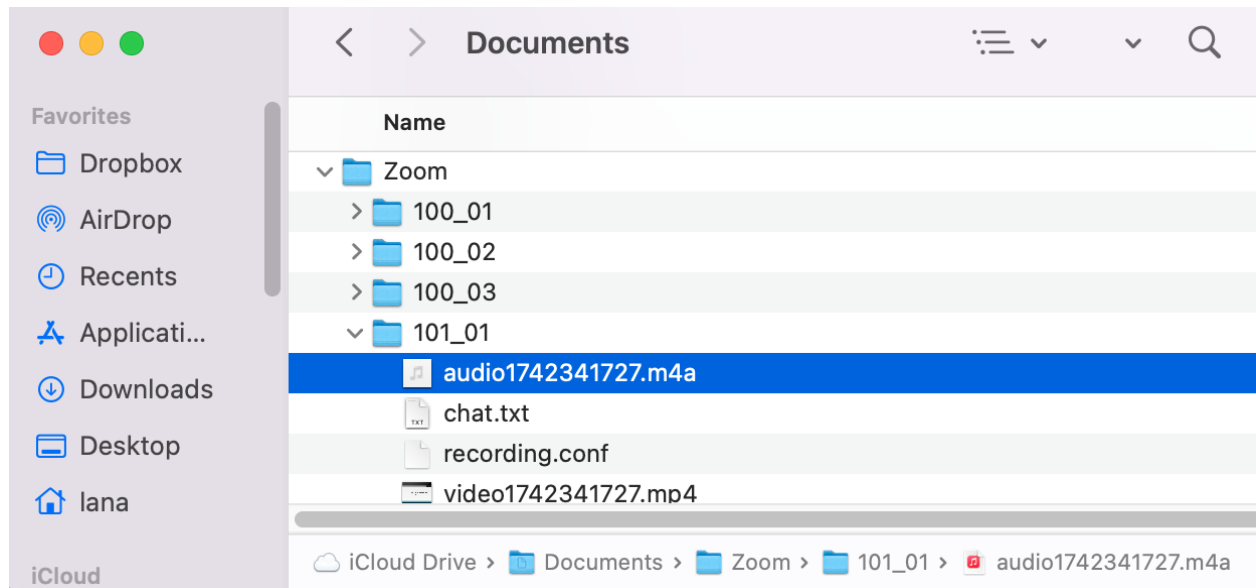 Documents
Favorites
Dropbox
AirDrop
Recents
Applicati...
Downloads
Desktop
lana
iCloud
Name
Zoom
100_01
100_02
100_03
101_01
audio1742341727.m4a
TXT
chat.txt
recording.conf
video1742341727.mp4
iCloud Drive › Documents › Zoom › 101_01 › audio1742341727.m4a